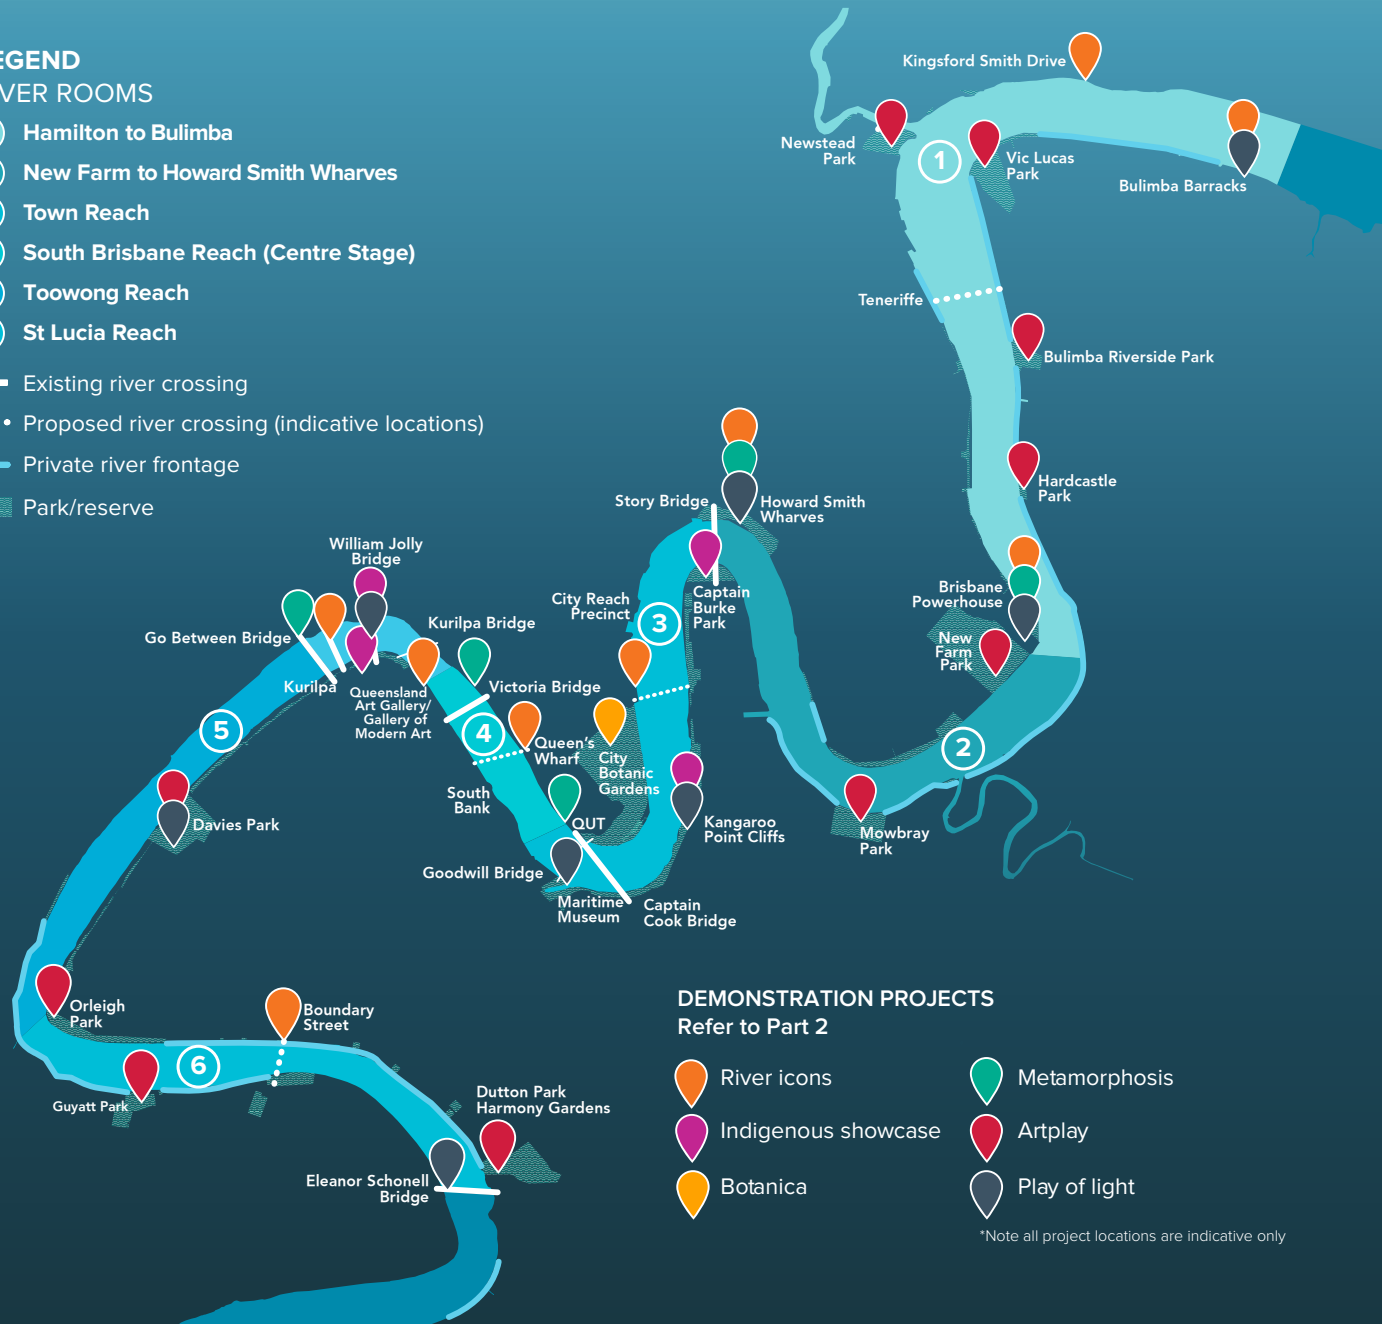 EGEND
VER ROOMS
Hamilton to Bulimba
New Farm to Howard Smith Wharves
Town Reach
South Brisbane Reach (Centre Stage)
Toowong Reach
St Lucia Reach
Existing river crossing
Proposed river crossing (indicative locations)
Private river frontage
Park/reserve
Kingsford Smith Drive
Newstead
Park
1
Vic Lucas
Park
Bulimba Barracks
Teneriffe
Bulimba Riverside Park
Hardcastle
Park
Story Bridge
Howard Smith
Wharves
William Jolly
Bridge
Captain
Burke
Park
City Reach
Precinct
3
Brisbane
Powerhouse
New
Farm
Park
Go Between Bridge
Kurilpa Bridge
Kurilpa
Queensland
Art Gallery/
Gallery of
Modern Art
Victoria Bridge
5
4
Queen's
Wharf
City
Botanic
Gardens
2
South
Bank
QUT
Davies Park
Kangaroo
Point Cliffs
Mowbray
Park
Goodwill Bridge
Maritime
Museum
Captain
Cook Bridge
Orleigh
Park
Boundary
Street
6
Guyatt Park
Dutton Park
Harmony Gardens
Eleanor Schonell
Bridge
DEMONSTRATION PROJECTS
Refer to Part 2
River icons
Metamorphosis
Indigenous showcase
Artplay
Botanica
Play of light
*Note all project locations are indicative only